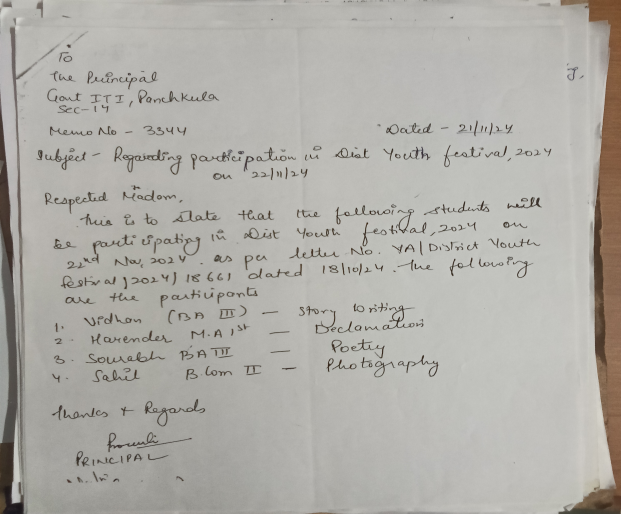 To
The Principal
Govt ITI, Panchkula
Sec-14
Memo No - 3344
Dated - 21/11/24
Subject - Regarding participation in Dist Youth festival, 2024
on 22/11/24
Respected Madam,
This is to state that the following students will
be participating in Dist Youth festival, 2024 on
22nd Nov, 2024. as per letter No. YA/District Youth
festival/2024/18661 dated 18/10/24. The following
are the participants
1. Vidhan (BA III) - Story Writing
2. Harender M.A 1st - Declamation
3. Sourabh BA III - Poetry
4. Sahil B.Com II - Photography
Thanks & Regards
PRINCIPAL